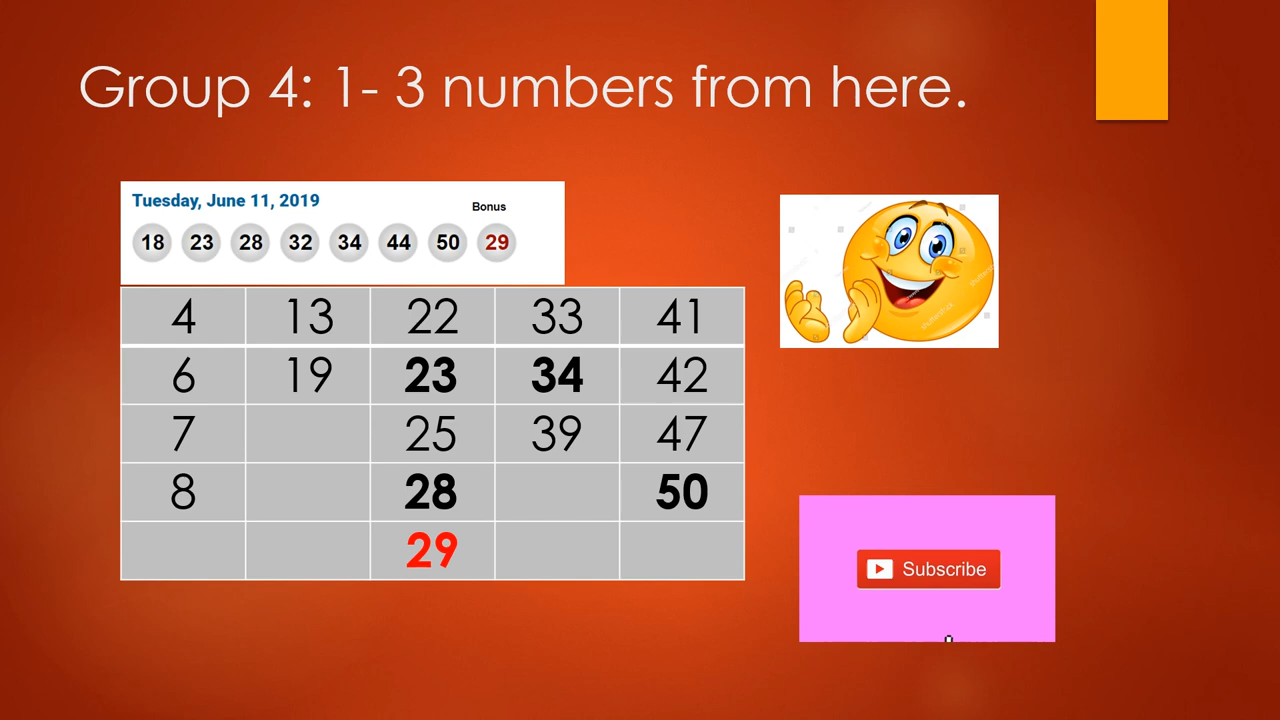 Group 4: 1- 3 numbers from here.
Tuesday, June 11, 2019
Bonus
18 23 28 32 34 44 50 29
4 13 22 33 41
6 19 23 34 42
7 25 39 47
8 28 50
29
shutterstock
Subscribe